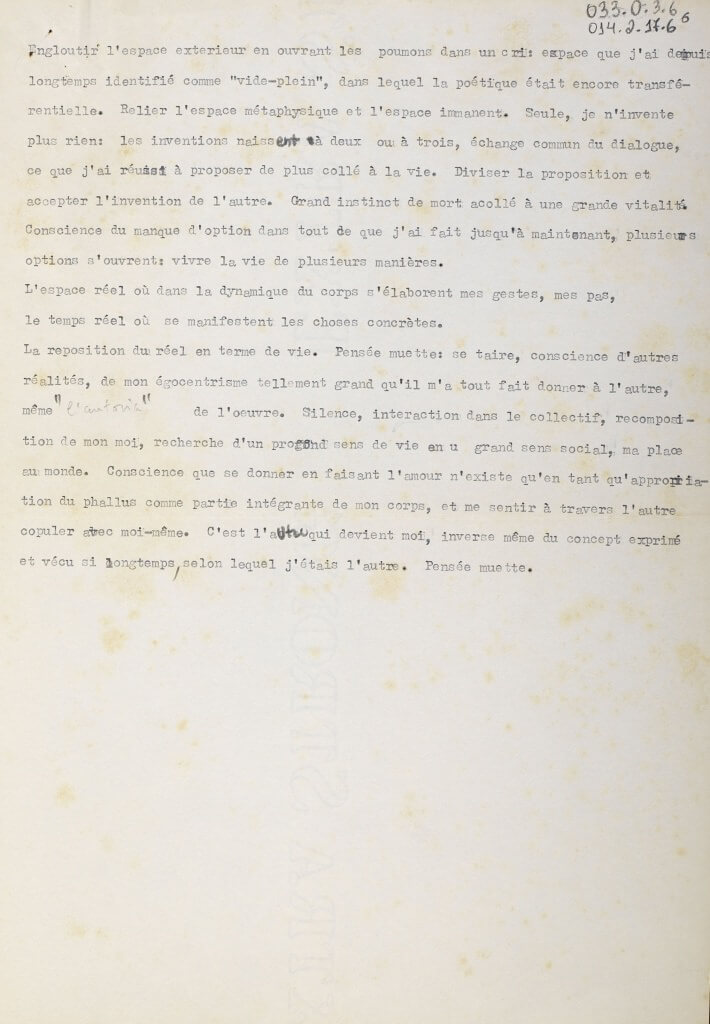 033.0.3.6
014.2.17.6 6
Engloutir l'espace exterieur en ouvrant les poumons dans un cri: espace que j'ai depuis
longtemps identifié comme "vide-plein", dans lequel la poétique était encore transfé-
rentielle. Relier l'espace métaphysique et l'espace immanent. Seule, je n'invente
plus rien: les inventions naissent à deux ou à trois, échange commun du dialogue,
ce que j'ai réussi à proposer de plus collé à la vie. Diviser la proposition et
accepter l'invention de l'autre. Grand instinct de mort acollé à une grande vitalité.
Conscience du manque d'option dans tout de que j'ai fait jusqu'à maintenant, plusieurs
options s'ouvrent: vivre la vie de plusieurs manières.
L'espace réel où dans la dynamique du corps s'élaborent mes gestes, mes pas,
le temps réel où se manifestent les choses concrètes.
La reposition du réel en terme de vie. Pensée muette: se taire, conscience d'autres
réalités, de mon égocentrisme tellement grand qu'il m'a tout fait donner à l'autre,
même "l'autoria" de l'oeuvre. Silence, interaction dans le collectif, recomposi-
tion de mon moi, recherche d'un profond sens de vie en u grand sens social, ma place
au monde. Conscience que se donner en faisant l'amour n'existe qu'en tant qu'appropria-
tion du phallus comme partie intégrante de mon corps, et me sentir à travers l'autre
copuler avec moi-même. C'est l'autre qui devient moi, inverse même du concept exprimé
et vécu si longtemps, selon lequel j'étais l'autre. Pensée muette.